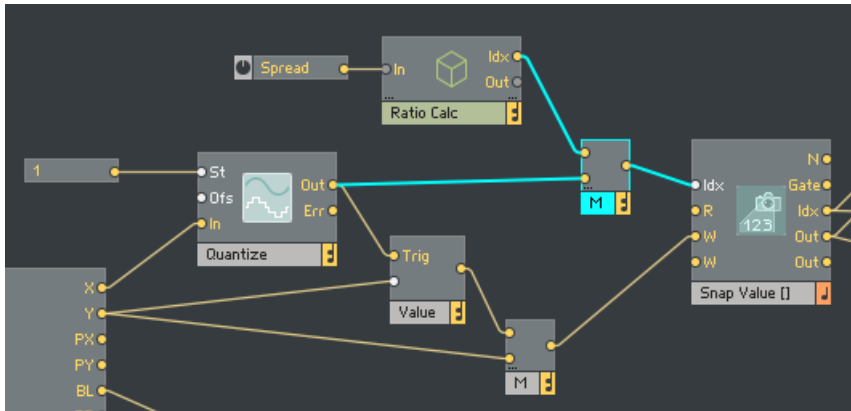 Spread
In
Idx
Out
...
...
Ratio Calc
1
St
Ofs
In
Out
Err
Quantize
...
M
Idx
R
W
W
123
N
Gate
Idx
Out
Out
Snap Value []
Trig
Value
X
Y
PX
PY
BL
...
M